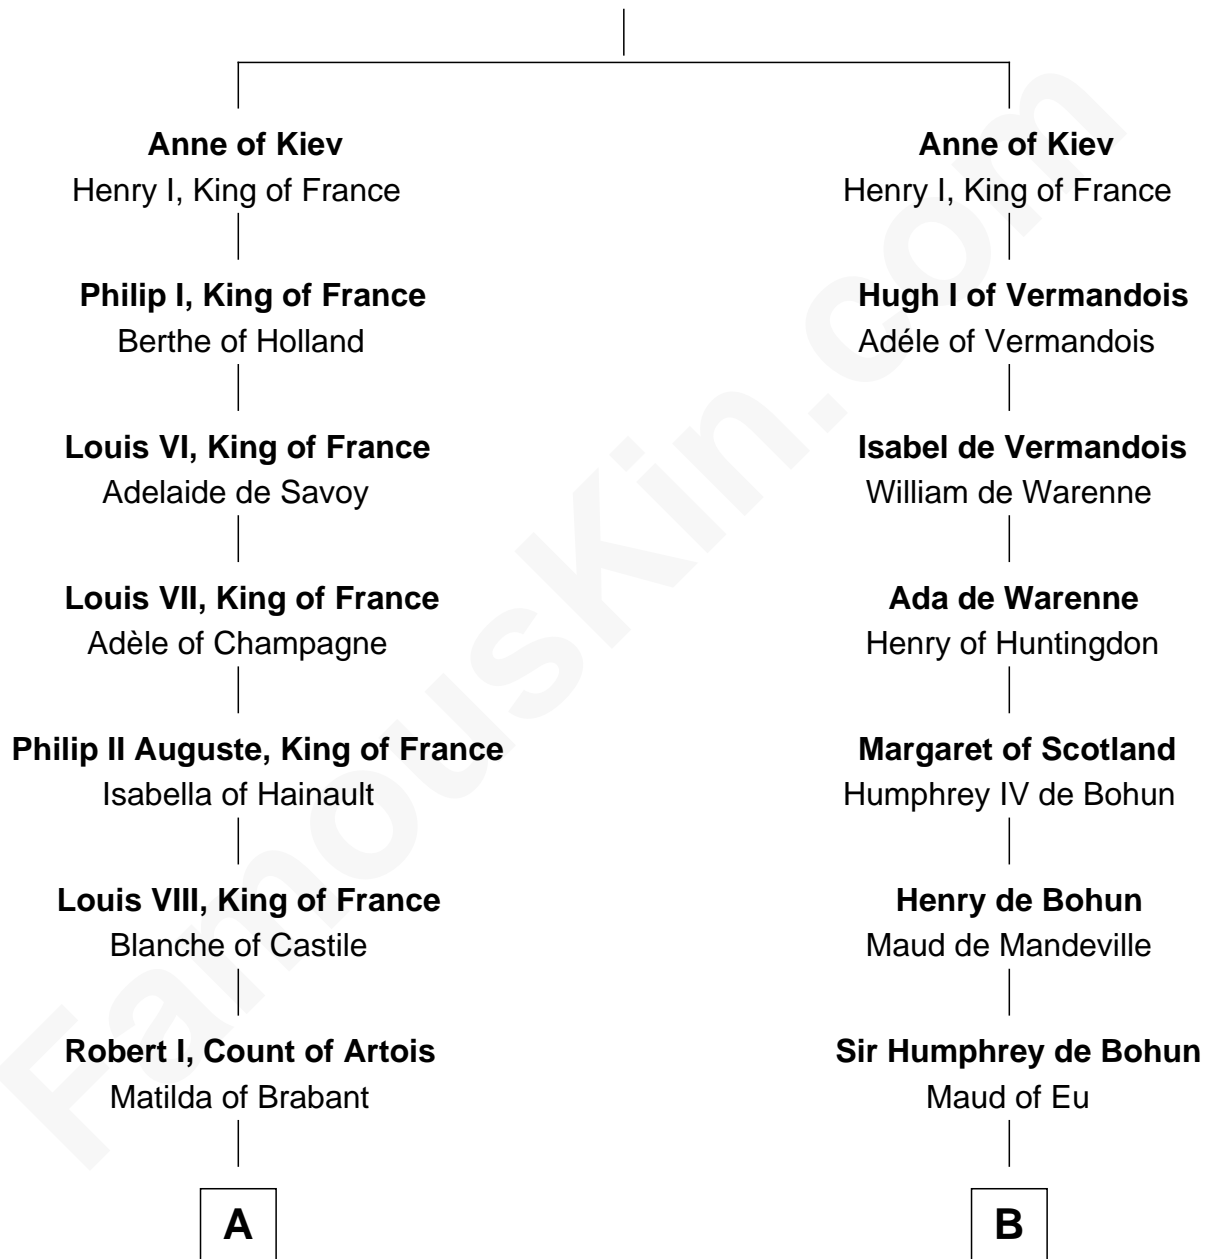 Anne of Kiev
Henry I, King of France
Philip I, King of France
Berthe of Holland
Louis VI, King of France
Adelaide de Savoy
Louis VII, King of France
Adèle of Champagne
Philip II Auguste, King of France
Isabella of Hainault
Louis VIII, King of France
Blanche of Castile
Robert I, Count of Artois
Matilda of Brabant
A
Anne of Kiev
Henry I, King of France
Hugh I of Vermandois
Adéle of Vermandois
Isabel de Vermandois
William de Warenne
Ada de Warenne
Henry of Huntingdon
Margaret of Scotland
Humphrey IV de Bohun
Henry de Bohun
Maud de Mandeville
Sir Humphrey de Bohun
Maud of Eu
B
FamousKin.com